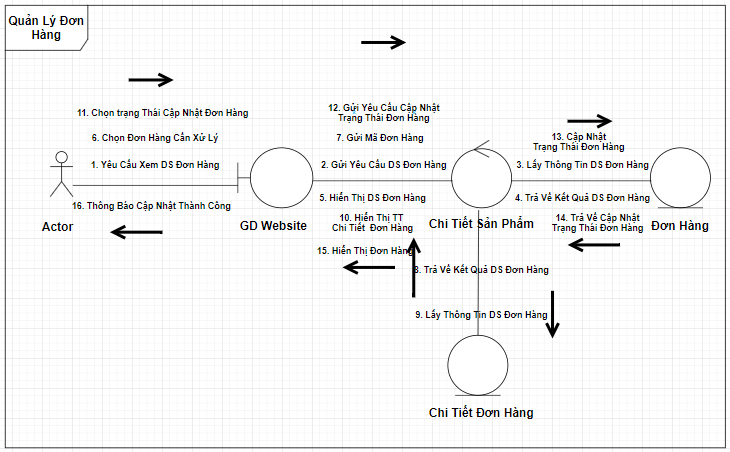 Quản Lý Đơn
Hàng
11. Chọn trạng Thái Cập Nhật Đơn Hàng
6. Chọn Đơn Hàng Cần Xử Lý
1. Yêu Cầu Xem DS Đơn Hàng
16. Thông Báo Cập Nhật Thành Công
Actor
GD Website
12. Gửi Yêu Cầu Cập Nhật
Trạng Thái Đơn Hàng
7. Gửi Mã Đơn Hàng
2. Gửi Yêu Cầu DS Đơn Hàng
5. Hiển Thị DS Đơn Hàng
10. Hiển Thị TT
Chi Tiết Đơn Hàng
15. Hiển Thị Đơn Hàng
Chi Tiết Sản Phẩm
13. Cập Nhật
Trạng Thái Đơn Hàng
3. Lấy Thông Tin DS Đơn Hàng
4. Trả Về Kết Quả DS Đơn Hàng
14. Trả Về Cập Nhật
Trạng Thái Đơn Hàng
Đơn Hàng
8. Trả Về Kết Quả DS Đơn Hàng
9. Lấy Thông Tin DS Đơn Hàng
Chi Tiết Đơn Hàng